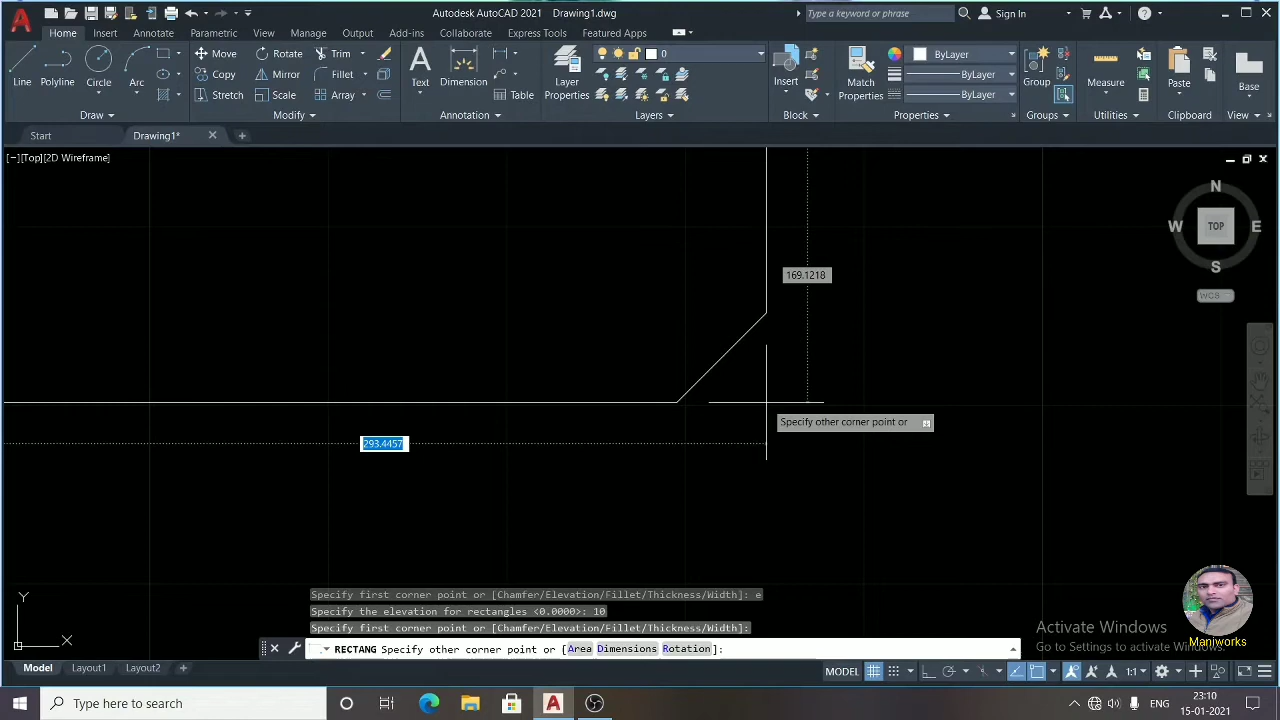 Autodesk AutoCAD 2021 Drawing1.dwg
Type a keyword or phrase
Sign In
Home Insert Annotate Parametric View Manage Output Add-ins Collaborate Express Tools Featured Apps
Line
Polyline
Circle
Arc
Move
Rotate
Trim
Copy
Mirror
Fillet
Stretch
Scale
Array
Text
Dimension
Table
Layer
Properties
0
Insert
Match
Properties
ByLayer
ByLayer
ByLayer
Group
Measure
Paste
Base
Draw
Modify
Annotation
Layers
Block
Properties
Groups
Utilities
Clipboard
View
Start
Drawing1*
[−][Top][2D Wireframe]
N
W
TOP
E
S
WCS
169.1218
Specify other corner point or
293.4457
Y
X
Specify first corner point or [Chamfer/Elevation/Fillet/Thickness/Width]: e
Specify the elevation for rectangles <0.0000>: 10
Specify first corner point or [Chamfer/Elevation/Fillet/Thickness/Width]:
RECTANG Specify other corner point or [Area Dimensions Rotation]:
Activate Windows
Go to Settings to activate Windows.
Maniworks
Model Layout1 Layout2
MODEL
1:1
Type here to search
ENG
23:10
15-01-2021